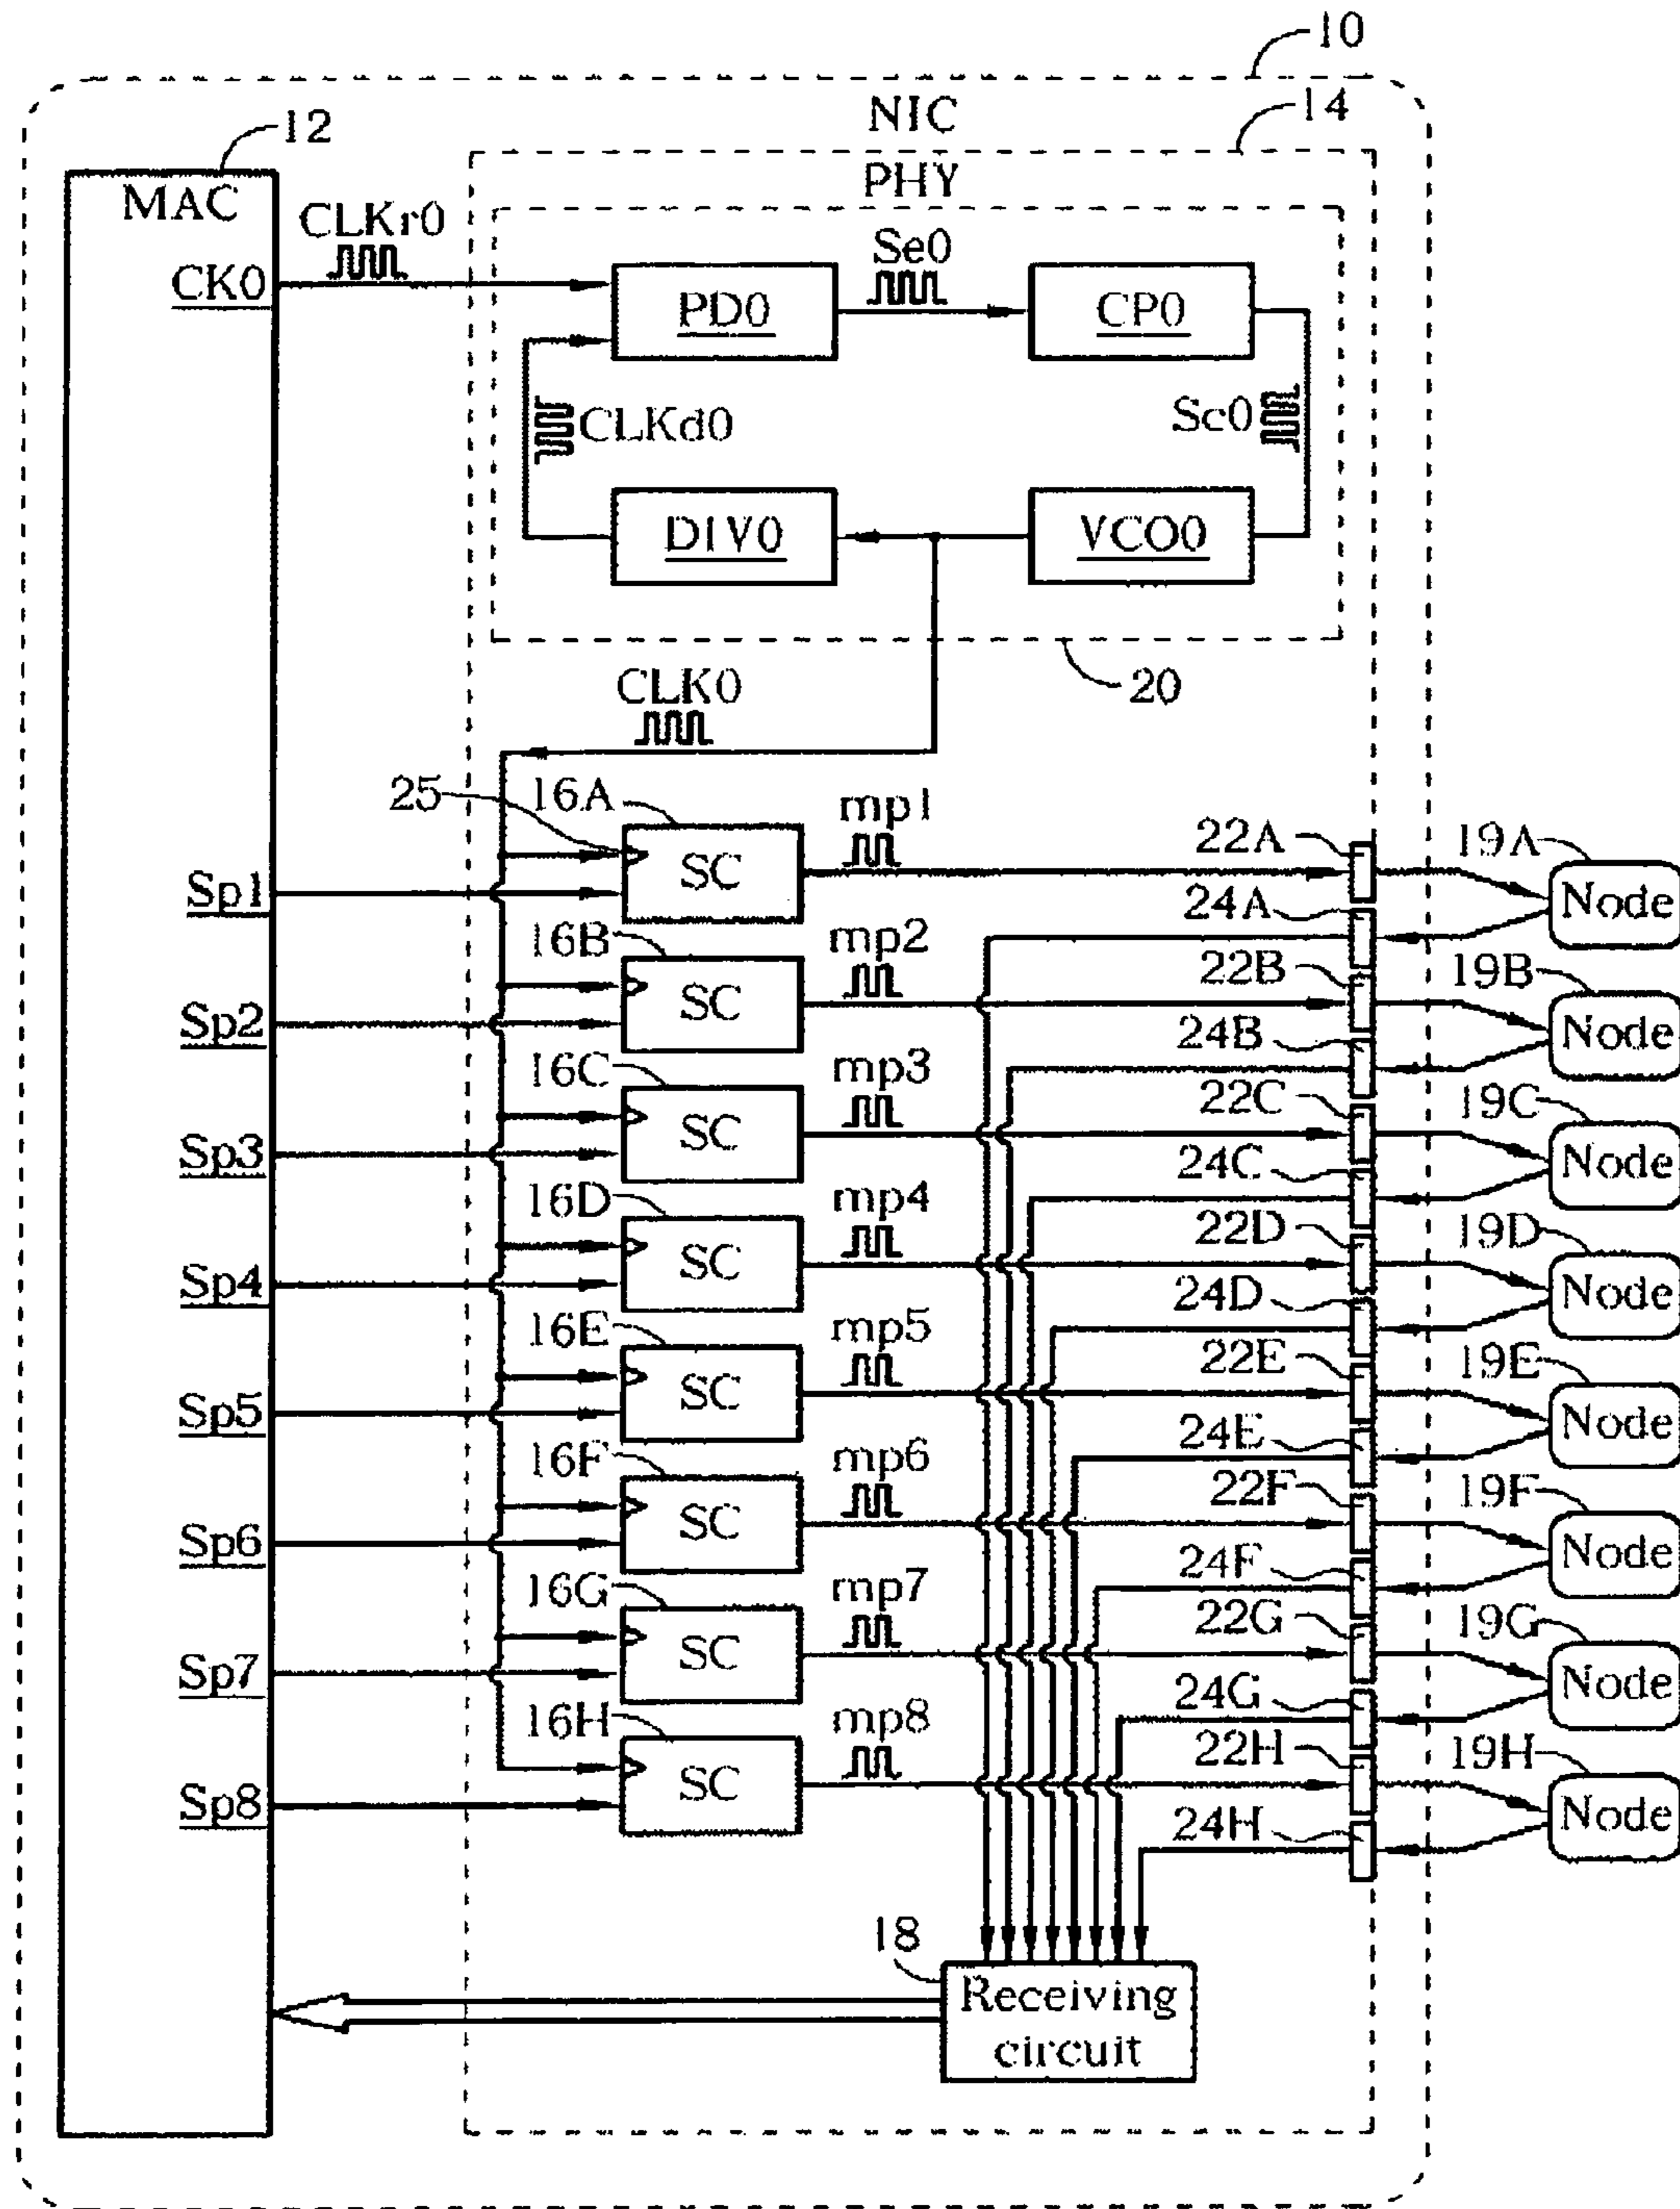 10
NIC
14
12
PHY
MAC
CLKr0
Se0
CK0
PD0
CP0
CLKd0
Sc0
DIV0
VCO0
20
CLK0
25
16A
mp1
22A
19A
SC
Node
Sp1
24A
16B
mp2
22B
19B
SC
Node
Sp2
24B
16C
mp3
22C
19C
SC
Node
Sp3
24C
16D
mp4
22D
19D
SC
Node
Sp4
24D
16E
mp5
22E
19E
SC
Node
Sp5
24E
16F
mp6
22F
19F
SC
Node
Sp6
24F
16G
mp7
22G
19G
SC
Node
Sp7
24G
16H
mp8
22H
19H
SC
Node
Sp8
24H
18
Receiving
circuit